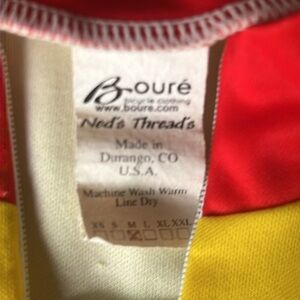 Bouré
bicycle clothing
www.boure.com
Ned's Thread's
Made in
Durango, CO
U.S.A.
Machine Wash Warm
Line Dry
XS S M L XL XXL